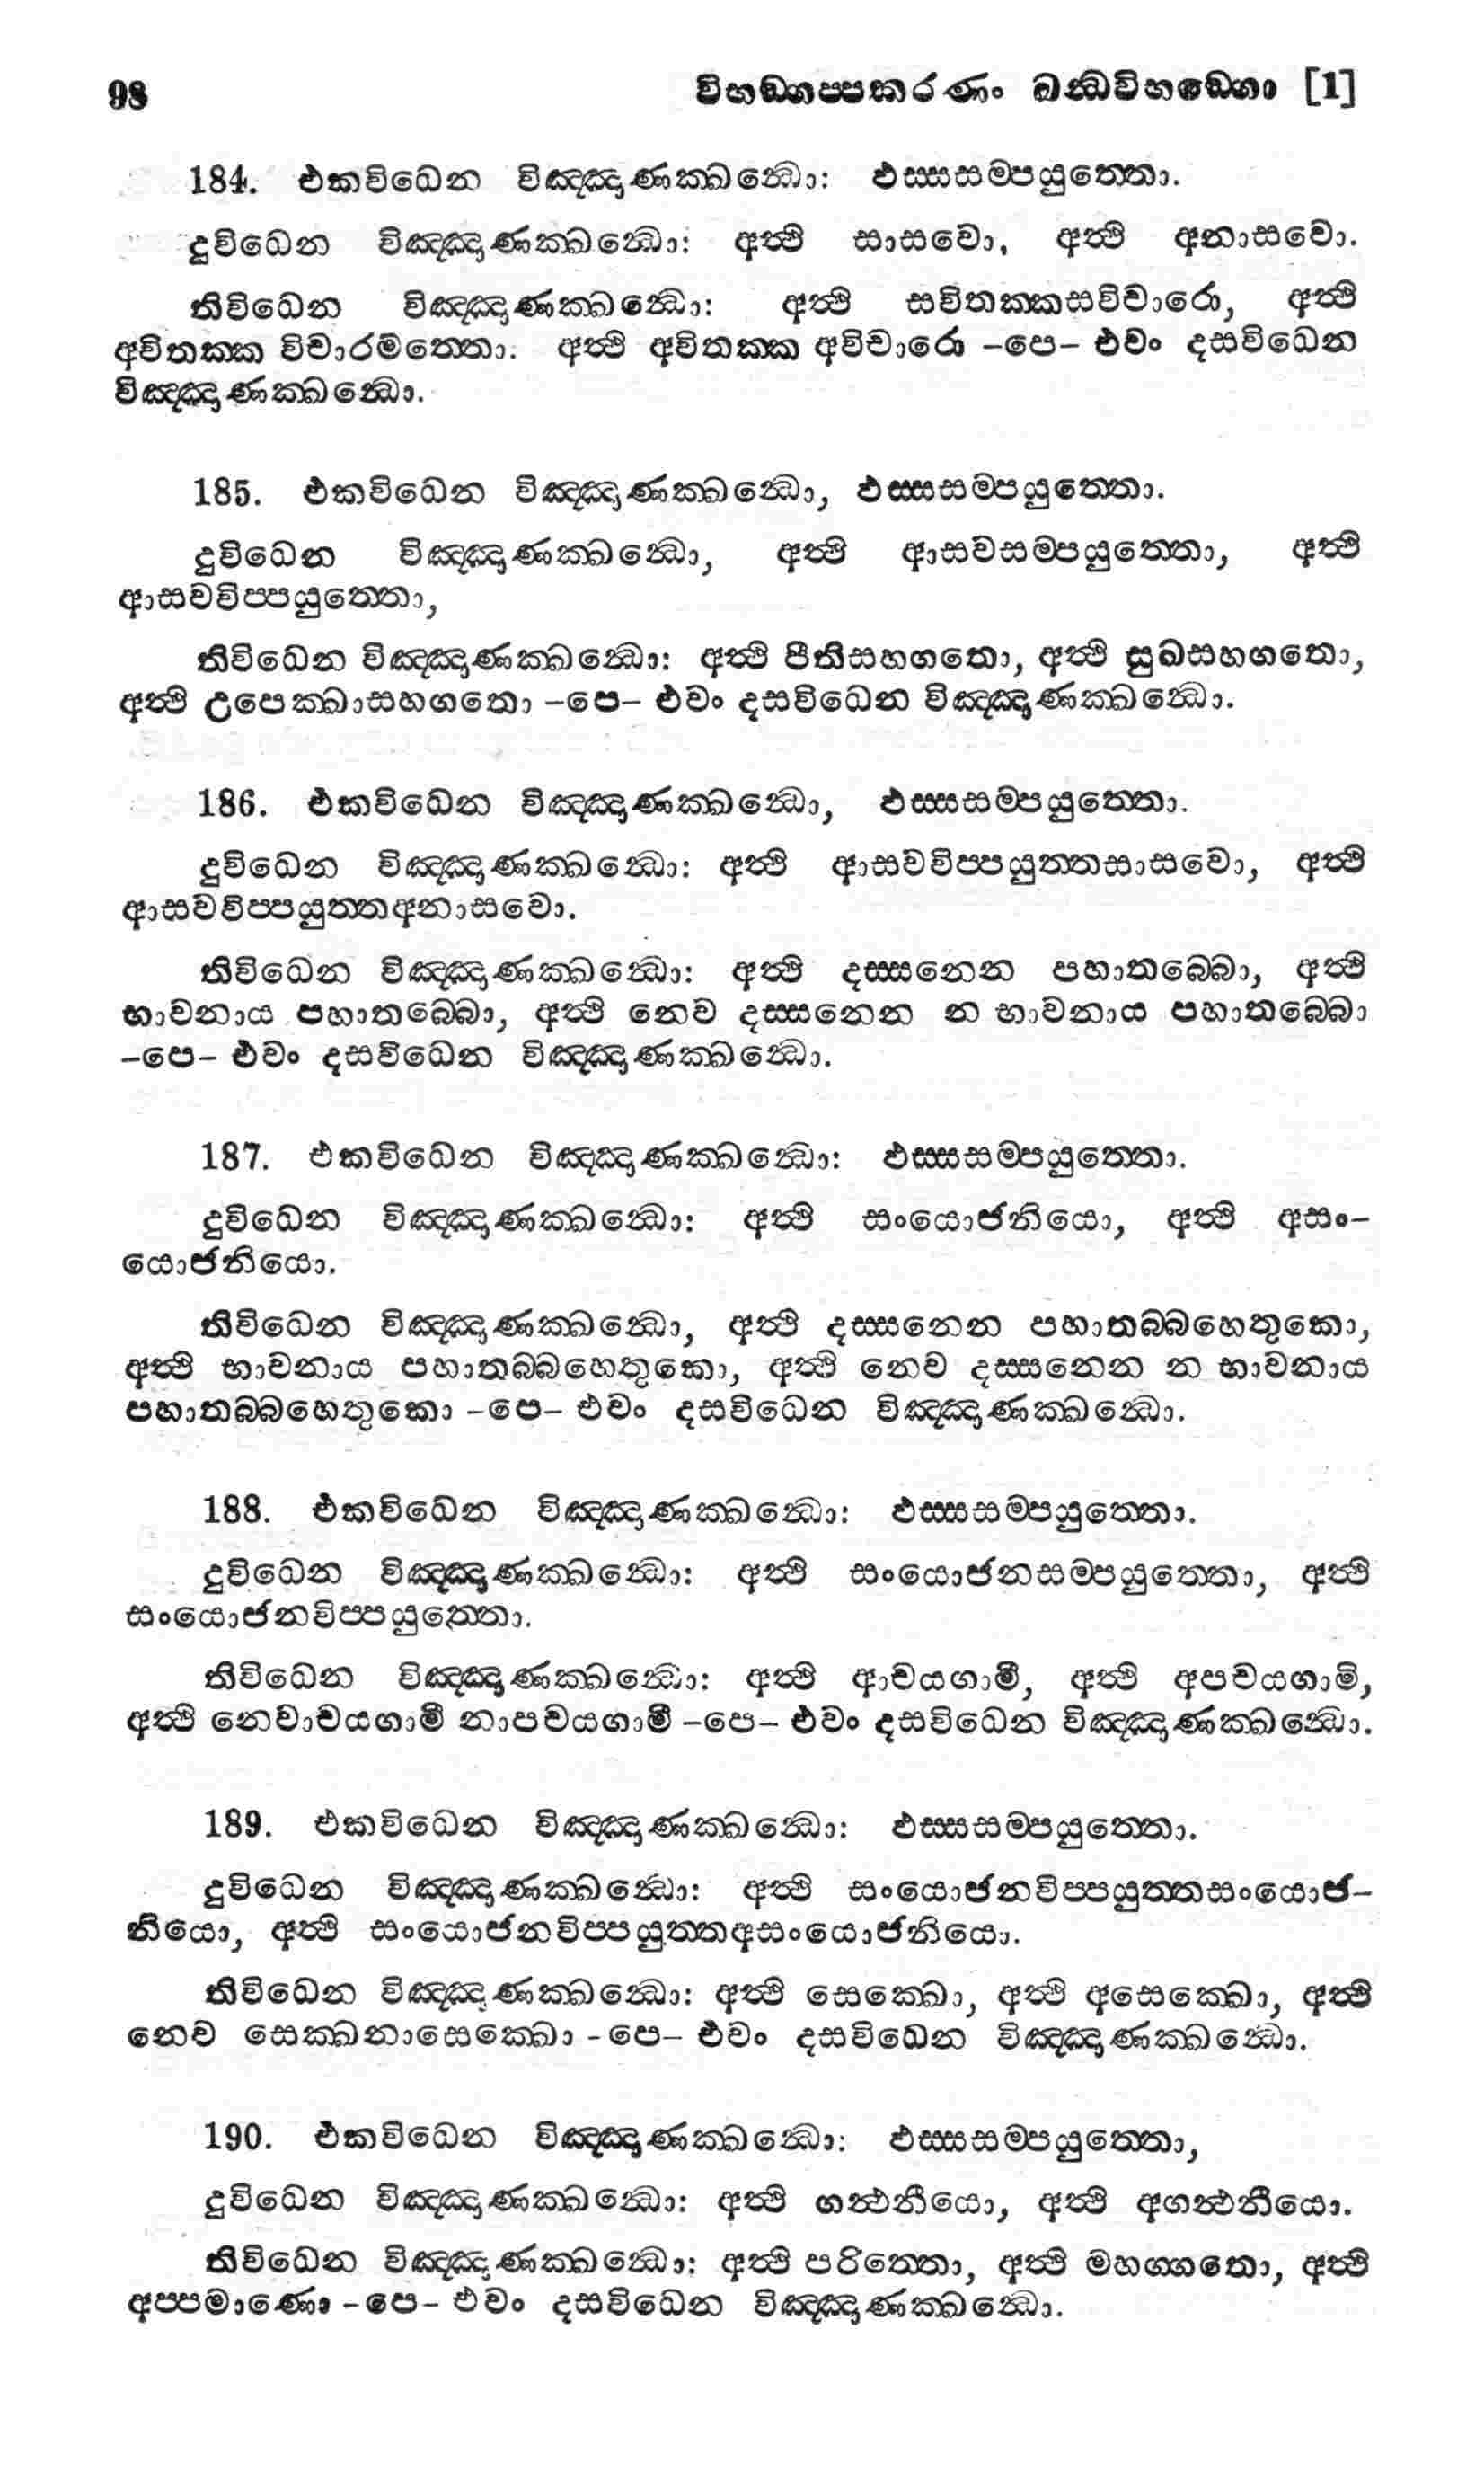 98 විභඞ්ගප්පකරණං ඛන්ධවිභඞ්ගො [1]
184. එකවිධෙන විඤ්ඤාණක්ඛන්ධො: ඵස්සසම්පයුත්තො.
දුවිධෙන විඤ්ඤාණක්ඛන්ධො: අත්ථි සාසවො, අත්ථි අනාසවො.
තිවිධෙන විඤ්ඤාණක්ඛන්ධො: අත්ථි සවිතක්කසවිචාරො, අත්ථි
අවිතක්ක විචාරමත්තො. අත්ථි අවිතක්ක අවිචාරො -පෙ- එවං දසවිධෙන
විඤ්ඤාණක්ඛන්ධො.
185. එකවිධෙන විඤ්ඤාණක්ඛන්ධො, ඵස්සසම්පයුත්තො.
දුවිධෙන විඤ්ඤාණක්ඛන්ධො, අත්ථි ආසවසම්පයුත්තො, අත්ථි
ආසවවිප්පයුත්තො,
තිවිධෙන විඤ්ඤාණක්ඛන්ධො: අත්ථි පීතිසහගතො, අත්ථි සුඛසහගතො,
අත්ථි උපෙක්ඛාසහගතො -පෙ- එවං දසවිධෙන විඤ්ඤාණක්ඛන්ධො.
186. එකවිධෙන විඤ්ඤාණක්ඛන්ධො, ඵස්සසම්පයුත්තො.
දුවිධෙන විඤ්ඤාණක්ඛන්ධො: අත්ථි ආසවවිප්පයුත්තසාසවො, අත්ථි
ආසවවිප්පයුත්තඅනාසවො.
තිවිධෙන විඤ්ඤාණක්ඛන්ධො: අත්ථි දස්සනෙන පහාතබ්බො, අත්ථි
භාවනාය පහාතබ්බො, අත්ථි නෙව දස්සනෙන න භාවනාය පහාතබ්බො
-පෙ- එවං දසවිධෙන විඤ්ඤාණක්ඛන්ධො.
187. එකවිධෙන විඤ්ඤාණක්ඛන්ධො: ඵස්සසම්පයුත්තො.
දුවිධෙන විඤ්ඤාණක්ඛන්ධො: අත්ථි සංයොජනියො, අත්ථි අසං-
යොජනියො.
තිවිධෙන විඤ්ඤාණක්ඛන්ධො, අත්ථි දස්සනෙන පහාතබ්බහෙතුකො,
අත්ථි භාවනාය පහාතබ්බහෙතුකො, අත්ථි නෙව දස්සනෙන න භාවනාය
පහාතබ්බහෙතුකො -පෙ- එවං දසවිධෙන විඤ්ඤාණක්ඛන්ධො.
188. එකවිධෙන විඤ්ඤාණක්ඛන්ධො: ඵස්සසම්පයුත්තො.
දුවිධෙන විඤ්ඤාණක්ඛන්ධො: අත්ථි සංයොජනසම්පයුත්තො, අත්ථි
සංයොජනවිප්පයුත්තො.
තිවිධෙන විඤ්ඤාණක්ඛන්ධො: අත්ථි ආචයගාමී, අත්ථි අපචයගාමි,
අත්ථි නෙවාචයගාමී නාපචයගාමී -පෙ- එවං දසවිධෙන විඤ්ඤාණක්ඛන්ධො.
189. එකවිධෙන විඤ්ඤාණක්ඛන්ධො: ඵස්සසම්පයුත්තො.
දුවිධෙන විඤ්ඤාණක්ඛන්ධො: අත්ථි සංයොජනවිප්පයුත්තසංයොජ-
නියො, අත්ථි සංයොජනවිප්පයුත්තඅසංයොජනියො.
තිවිධෙන විඤ්ඤාණක්ඛන්ධො: අත්ථි සෙක්ඛො, අත්ථි අසෙක්ඛො, අත්ථි
නෙව සෙක්ඛනාසෙක්ඛො -පෙ- එවං දසවිධෙන විඤ්ඤාණක්ඛන්ධො.
190. එකවිධෙන විඤ්ඤාණක්ඛන්ධො: ඵස්සසම්පයුත්තො,
දුවිධෙන විඤ්ඤාණක්ඛන්ධො: අත්ථි ගන්ථනීයො, අත්ථි අගන්ථනීයො.
තිවිධෙන විඤ්ඤාණක්ඛන්ධො: අත්ථි පරිත්තො, අත්ථි මහග්ගතො, අත්ථි
අප්පමාණො -පෙ- එවං දසවිධෙන විඤ්ඤාණක්ඛන්ධො.